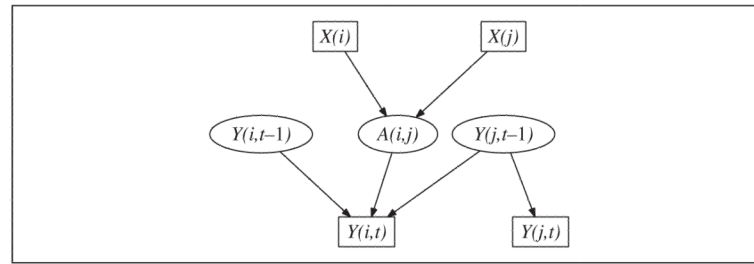 X(i) X(j)
Y(i,t–1) A(i,j) Y(j,t–1)
Y(i,t) Y(j,t)